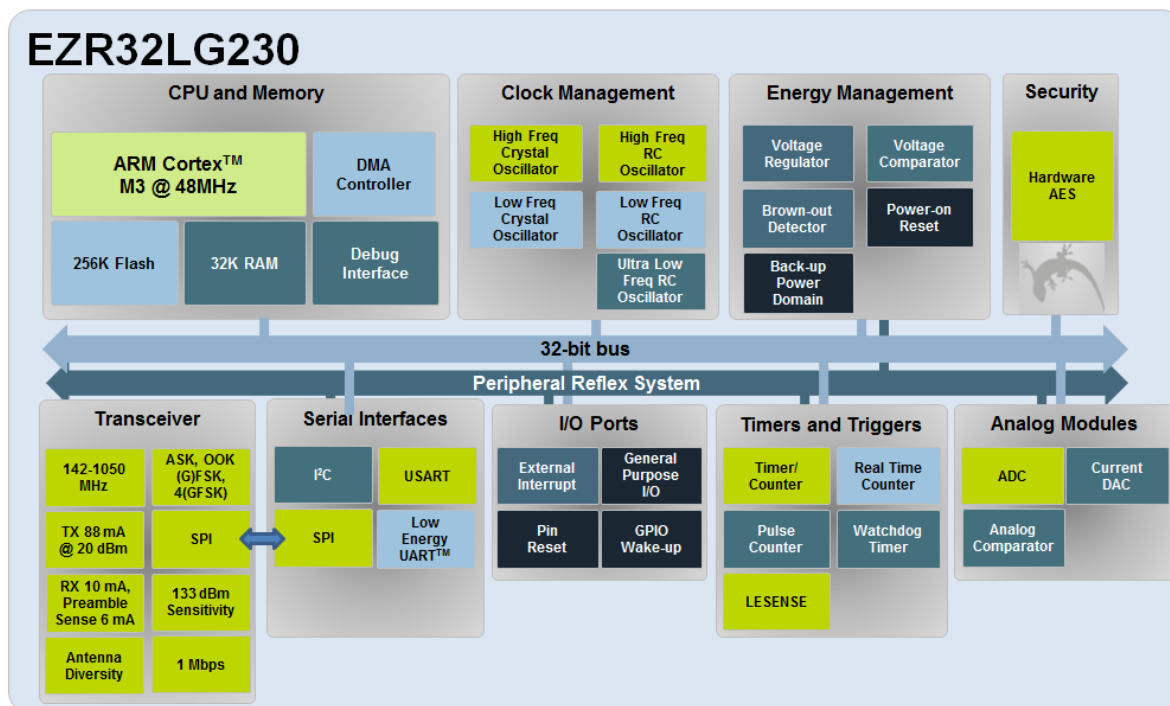 EZR32LG230
CPU and Memory
ARM Cortex™
M3 @ 48MHz
DMA
Controller
256K Flash
32K RAM
Debug
Interface
Clock Management
High Freq
Crystal
Oscillator
High Freq
RC
Oscillator
Low Freq
Crystal
Oscillator
Low Freq
RC
Oscillator
Ultra Low
Freq RC
Oscillator
Energy Management
Voltage
Regulator
Voltage
Comparator
Brown-out
Detector
Power-on
Reset
Back-up
Power
Domain
Security
Hardware
AES
32-bit bus
Peripheral Reflex System
Transceiver
142-1050
MHz
ASK, OOK
(G)FSK,
4(GFSK)
TX 88 mA
@ 20 dBm
SPI
RX 10 mA,
Preamble
Sense 6 mA
133 dBm
Sensitivity
Antenna
Diversity
1 Mbps
Serial Interfaces
I²C
USART
SPI
Low
Energy
UART™
I/O Ports
External
Interrupt
General
Purpose
I/O
Pin
Reset
GPIO
Wake-up
Timers and Triggers
Timer/
Counter
Real Time
Counter
Pulse
Counter
Watchdog
Timer
LESENSE
Analog Modules
ADC
Current
DAC
Analog
Comparator